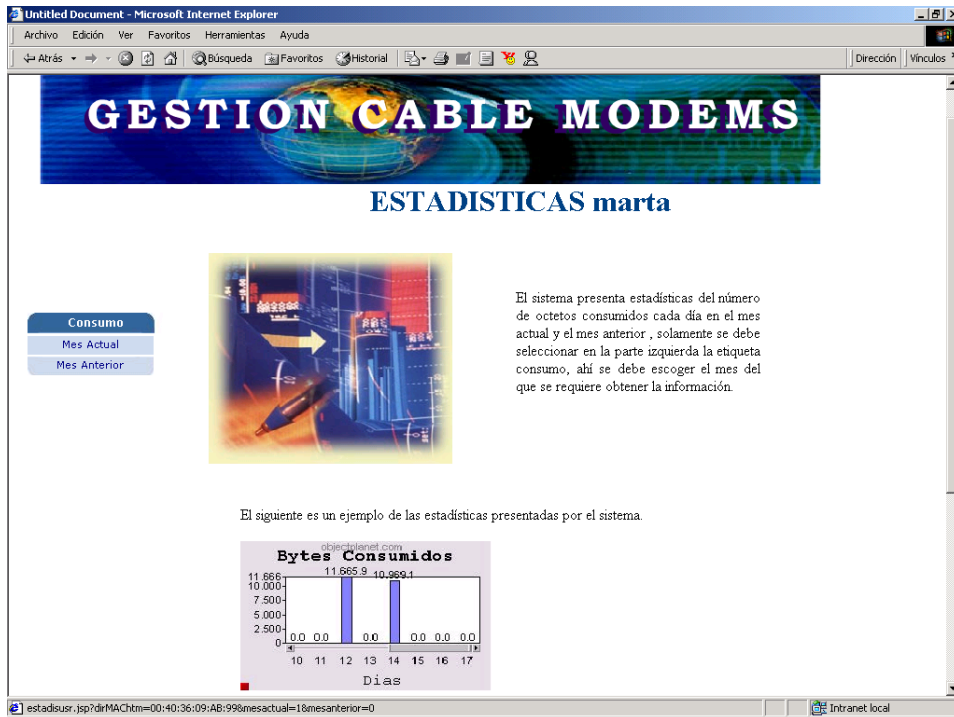 Untitled Document - Microsoft Internet Explorer
Archivo Edición Ver Favoritos Herramientas Ayuda
Atrás Búsqueda Favoritos Historial Dirección Vínculos
GESTION CABLE MODEMS
ESTADISTICAS marta
Consumo
Mes Actual
Mes Anterior
El sistema presenta estadísticas del número
de octetos consumidos cada día en el mes
actual y el mes anterior , solamente se debe
seleccionar en la parte izquierda la etiqueta
consumo, ahí se debe escoger el mes del
que se requiere obtener la información.
El siguiente es un ejemplo de las estadísticas presentadas por el sistema.
objectplanet.com
Bytes Consumidos
11.666
10.000
7.500
5.000
2.500
0
0.0 0.0 11.665.9 0.0 10.969.1 0.0 0.0 0.0
10 11 12 13 14 15 16 17
Dias
estadisusr.jsp?dirMAChtm=00:40:36:09:AB:99&mesactual=1&mesanterior=0
Intranet local